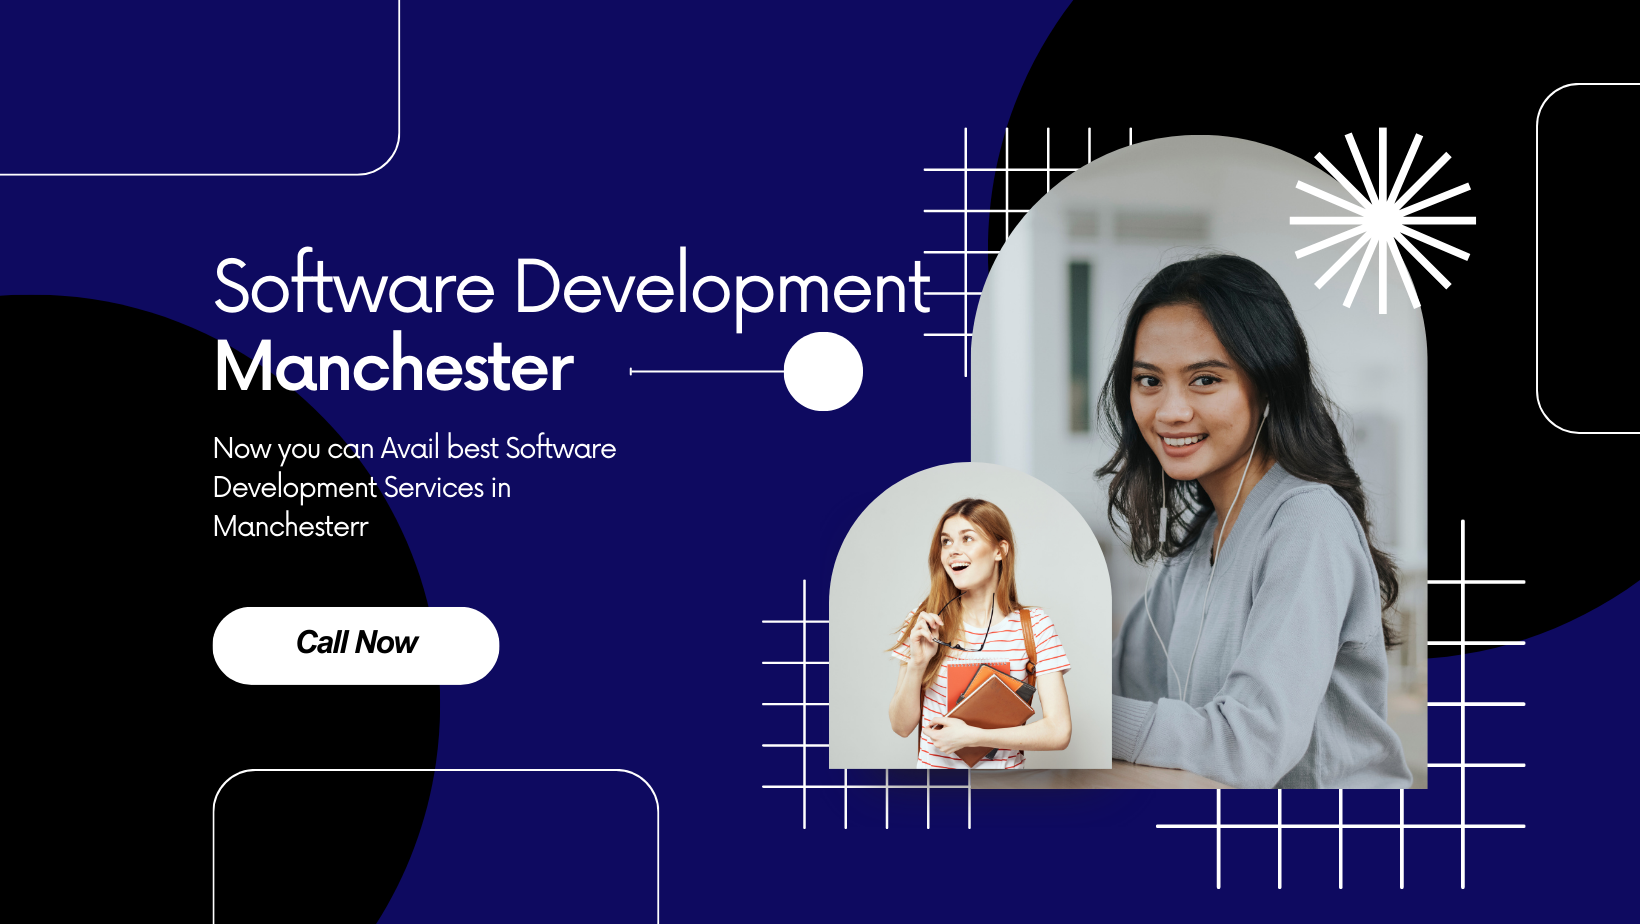 Software Development
Manchester
Now you can Avail best Software
Development Services in
Manchesterr
Call Now